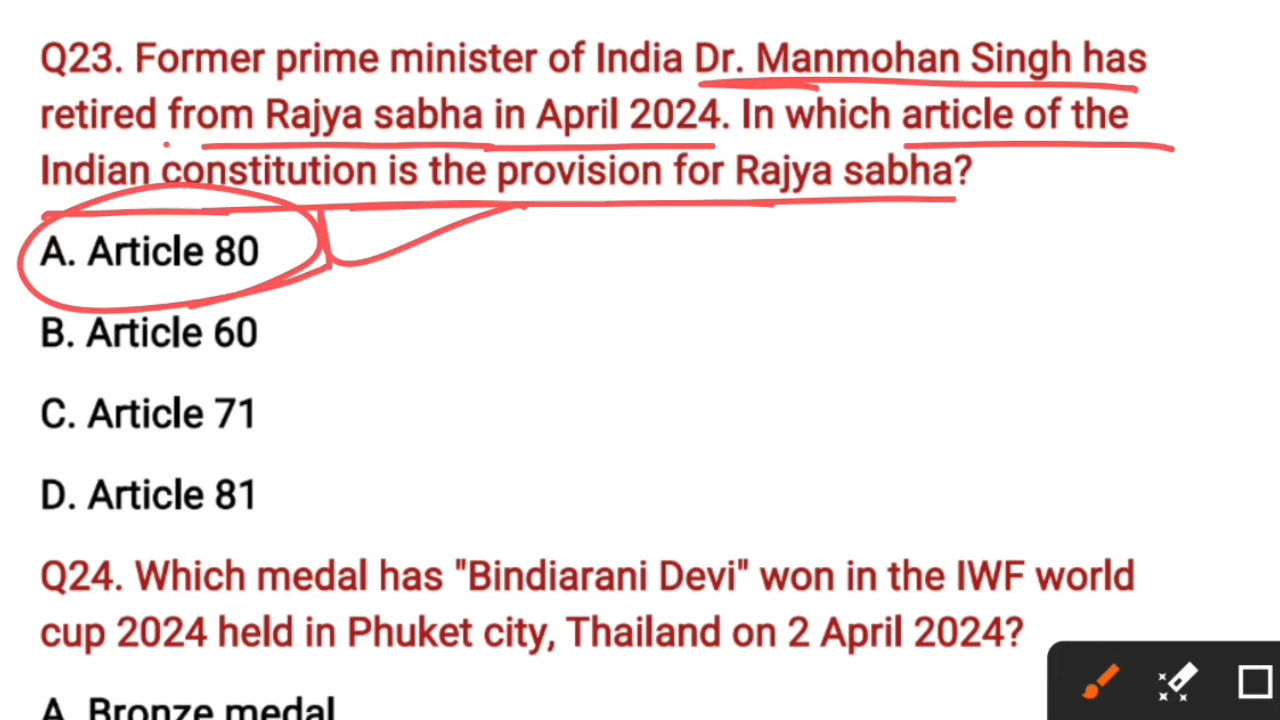 Q23. Former prime minister of India Dr. Manmohan Singh has
retired from Rajya sabha in April 2024. In which article of the
Indian constitution is the provision for Rajya sabha?
A. Article 80
B. Article 60
C. Article 71
D. Article 81
Q24. Which medal has "Bindiarani Devi" won in the IWF world
cup 2024 held in Phuket city, Thailand on 2 April 2024?
A. Bronze medal